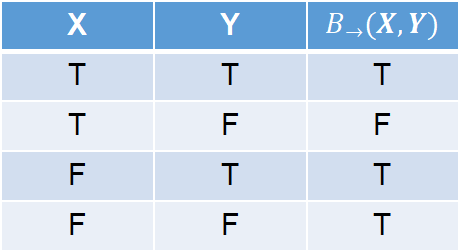 X Y B→(X, Y)
T T T
T F F
F T T
F F T